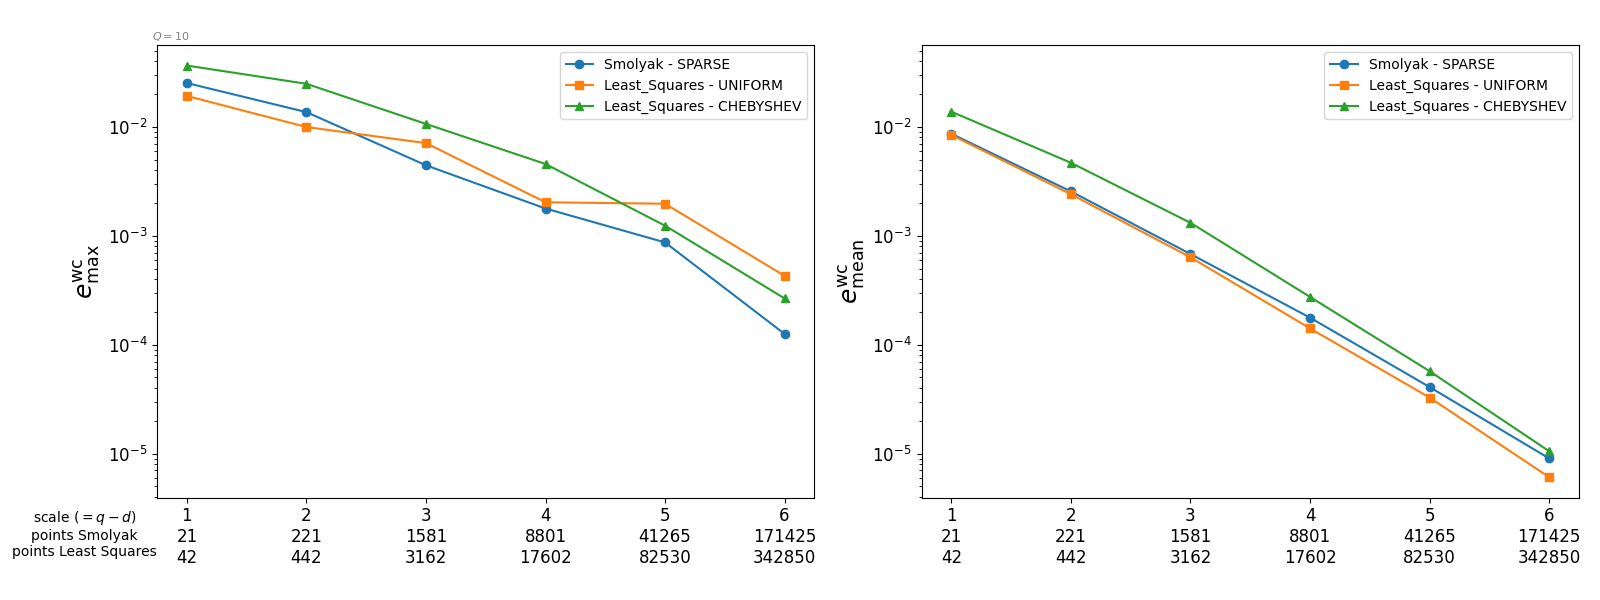 Q = 10
Smolyak - SPARSE
Least_Squares - UNIFORM
Least_Squares - CHEBYSHEV
10⁻²
10⁻³
10⁻⁴
10⁻⁵
e^wc_max
scale (= q − d)
1 2 3 4 5 6
points Smolyak
21 221 1581 8801 41265 171425
points Least Squares
42 442 3162 17602 82530 342850
Smolyak - SPARSE
Least_Squares - UNIFORM
Least_Squares - CHEBYSHEV
10⁻²
10⁻³
10⁻⁴
10⁻⁵
e^wc_mean
1 2 3 4 5 6
21 221 1581 8801 41265 171425
42 442 3162 17602 82530 342850